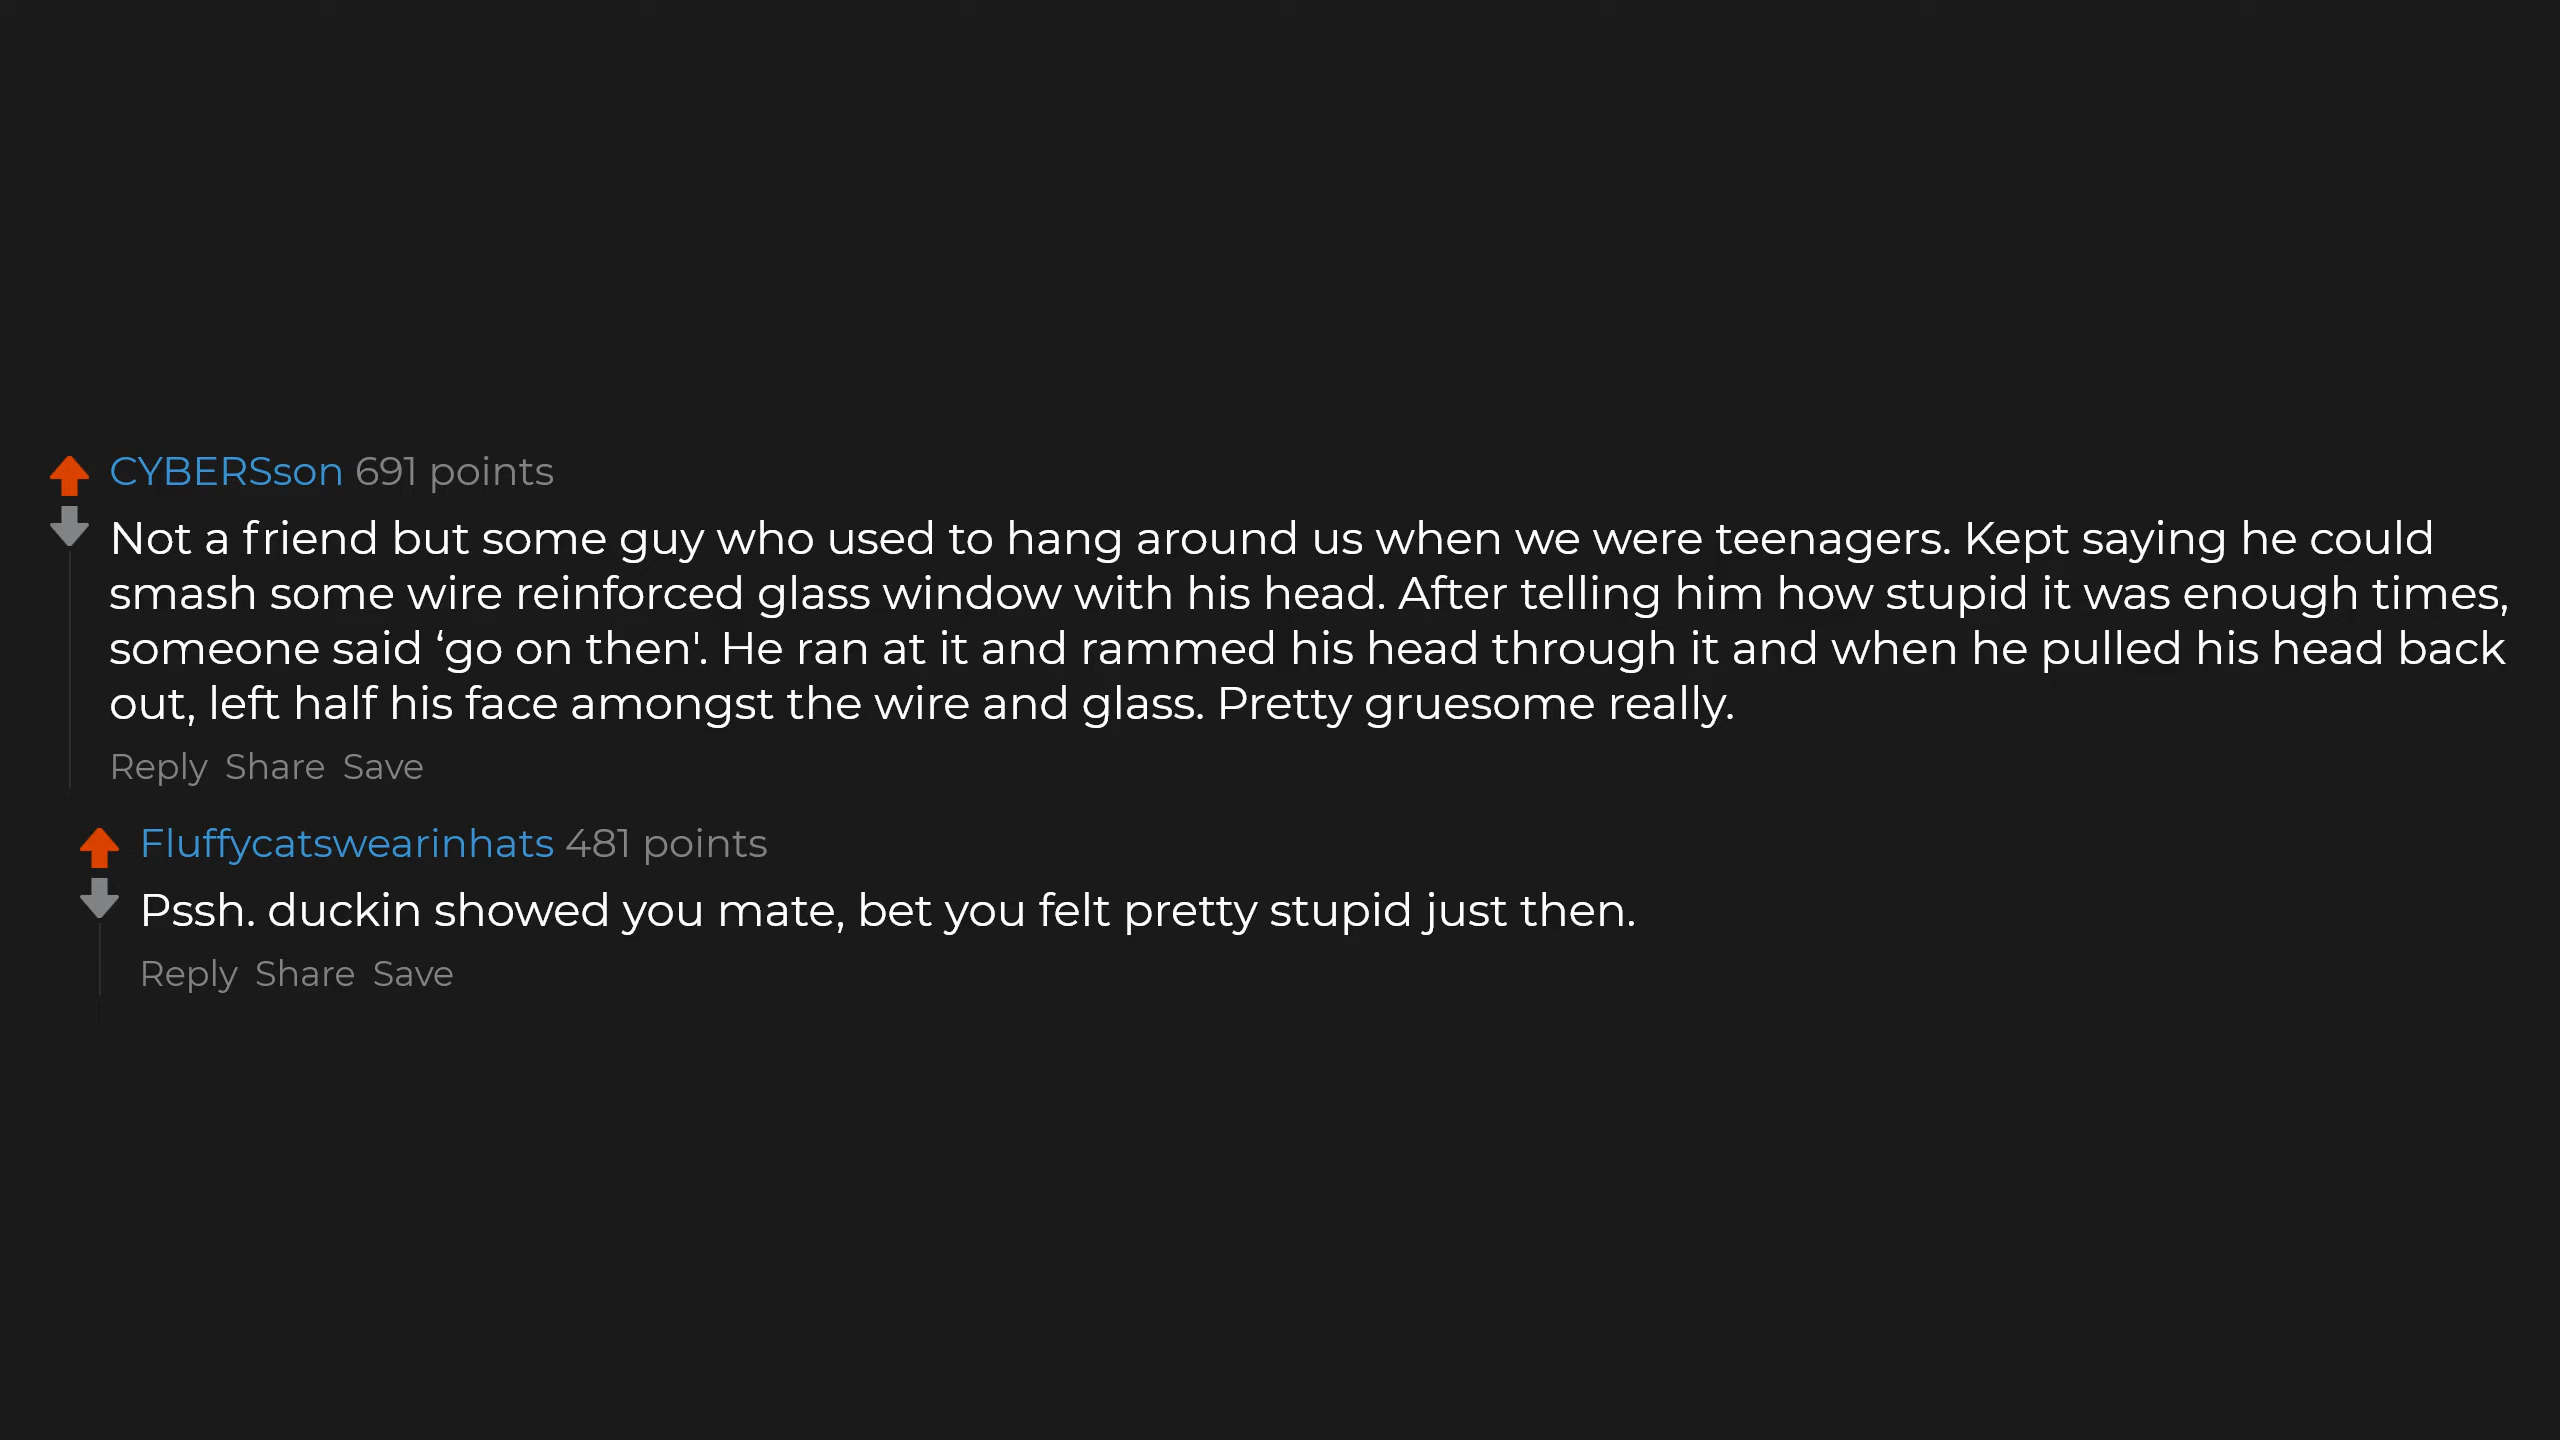 CYBERSson 691 points
Not a friend but some guy who used to hang around us when we were teenagers. Kept saying he could
smash some wire reinforced glass window with his head. After telling him how stupid it was enough times,
someone said ‘go on then'. He ran at it and rammed his head through it and when he pulled his head back
out, left half his face amongst the wire and glass. Pretty gruesome really.
Reply Share Save
Fluffycatswearinhats 481 points
Pssh. duckin showed you mate, bet you felt pretty stupid just then.
Reply Share Save